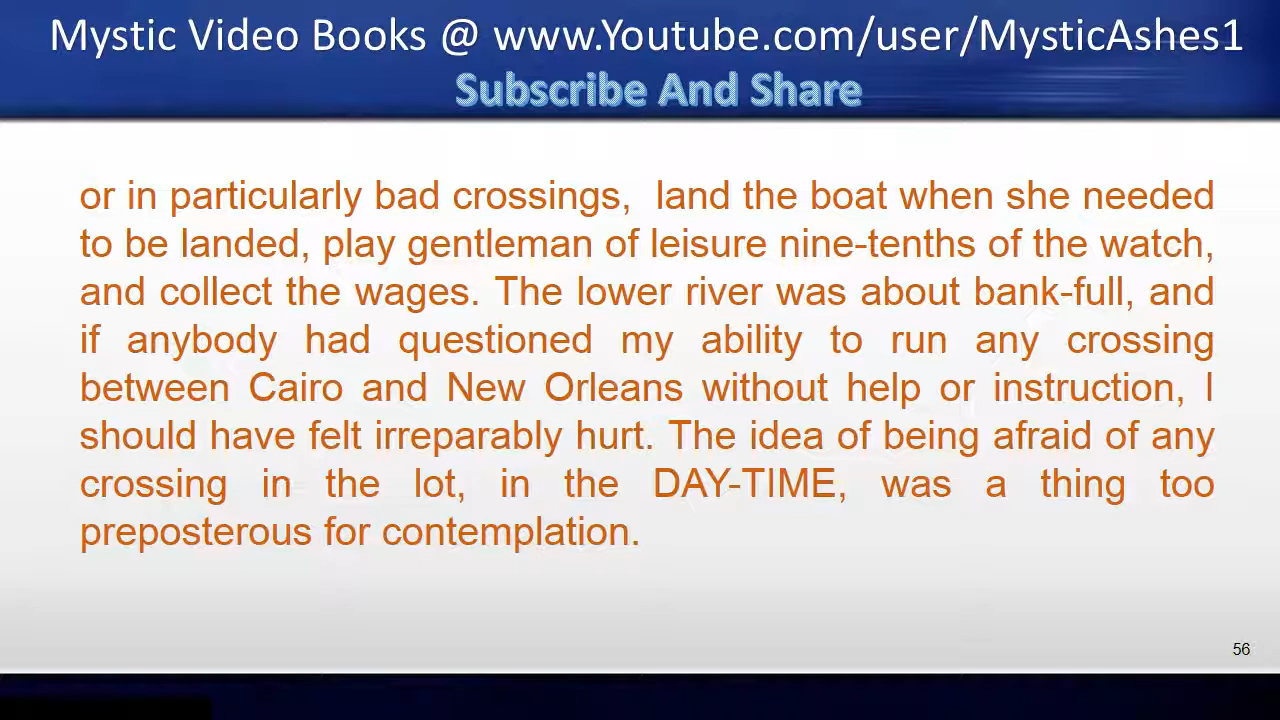 Mystic Video Books @ www.Youtube.com/user/MysticAshes1
Subscribe And Share
or in particularly bad crossings, land the boat when she needed
to be landed, play gentleman of leisure nine-tenths of the watch,
and collect the wages. The lower river was about bank-full, and
if anybody had questioned my ability to run any crossing
between Cairo and New Orleans without help or instruction, I
should have felt irreparably hurt. The idea of being afraid of any
crossing in the lot, in the DAY-TIME, was a thing too
preposterous for contemplation.
56